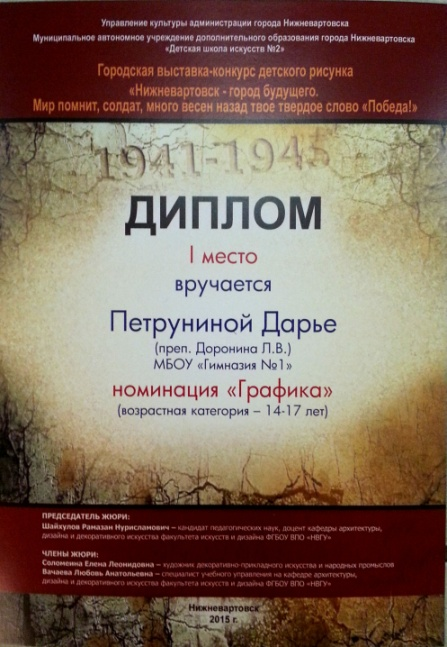 Управление культуры администрации города Нижневартовска
Муниципальное автономное учреждение дополнительного образования города Нижневартовска
«Детская школа искусств №2»
Городская выставка-конкурс детского рисунка
«Нижневартовск - город будущего.
Мир помнит, солдат, много весен назад твое твердое слово «Победа!»
1941-1945
ДИПЛОМ
I место
вручается
Петруниной Дарье
(преп. Доронина Л.В.)
МБОУ «Гимназия №1»
номинация «Графика»
(возрастная категория – 14-17 лет)
ПРЕДСЕДАТЕЛЬ ЖЮРИ:
Шайхулов Рамазан Нурисламович – кандидат педагогических наук, доцент кафедры архитектуры,
дизайна и декоративного искусства факультета искусств и дизайна ФГБОУ ВПО «НВГУ»
ЧЛЕНЫ ЖЮРИ:
Соломеина Елена Леонидовна – художник декоративно-прикладного искусства и народных промыслов
Вачаева Любовь Анатольевна – специалист учебного управления на кафедре архитектуры,
дизайна и декоративного искусства факультета искусств и дизайна ФГБОУ ВПО «НВГУ»
Нижневартовск
2015 г.